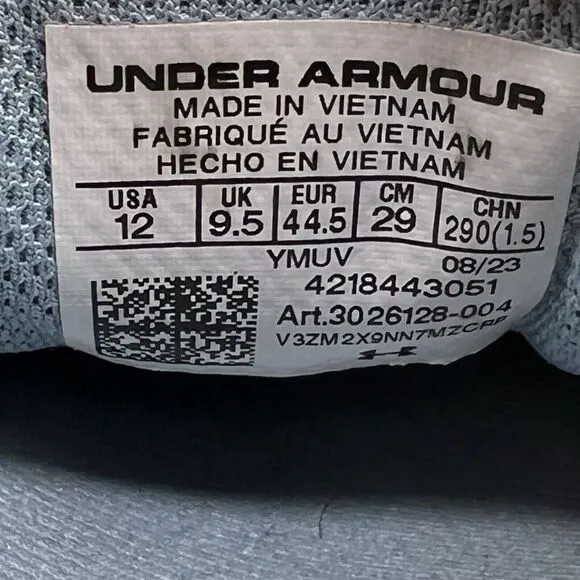 UNDER ARMOUR
MADE IN VIETNAM
FABRIQUÉ AU VIETNAM
HECHO EN VIETNAM
USA UK EUR CM CHN
12 9.5 44.5 29 290(1.5)
YMUV 08/23
4218443051
Art.3026128-004